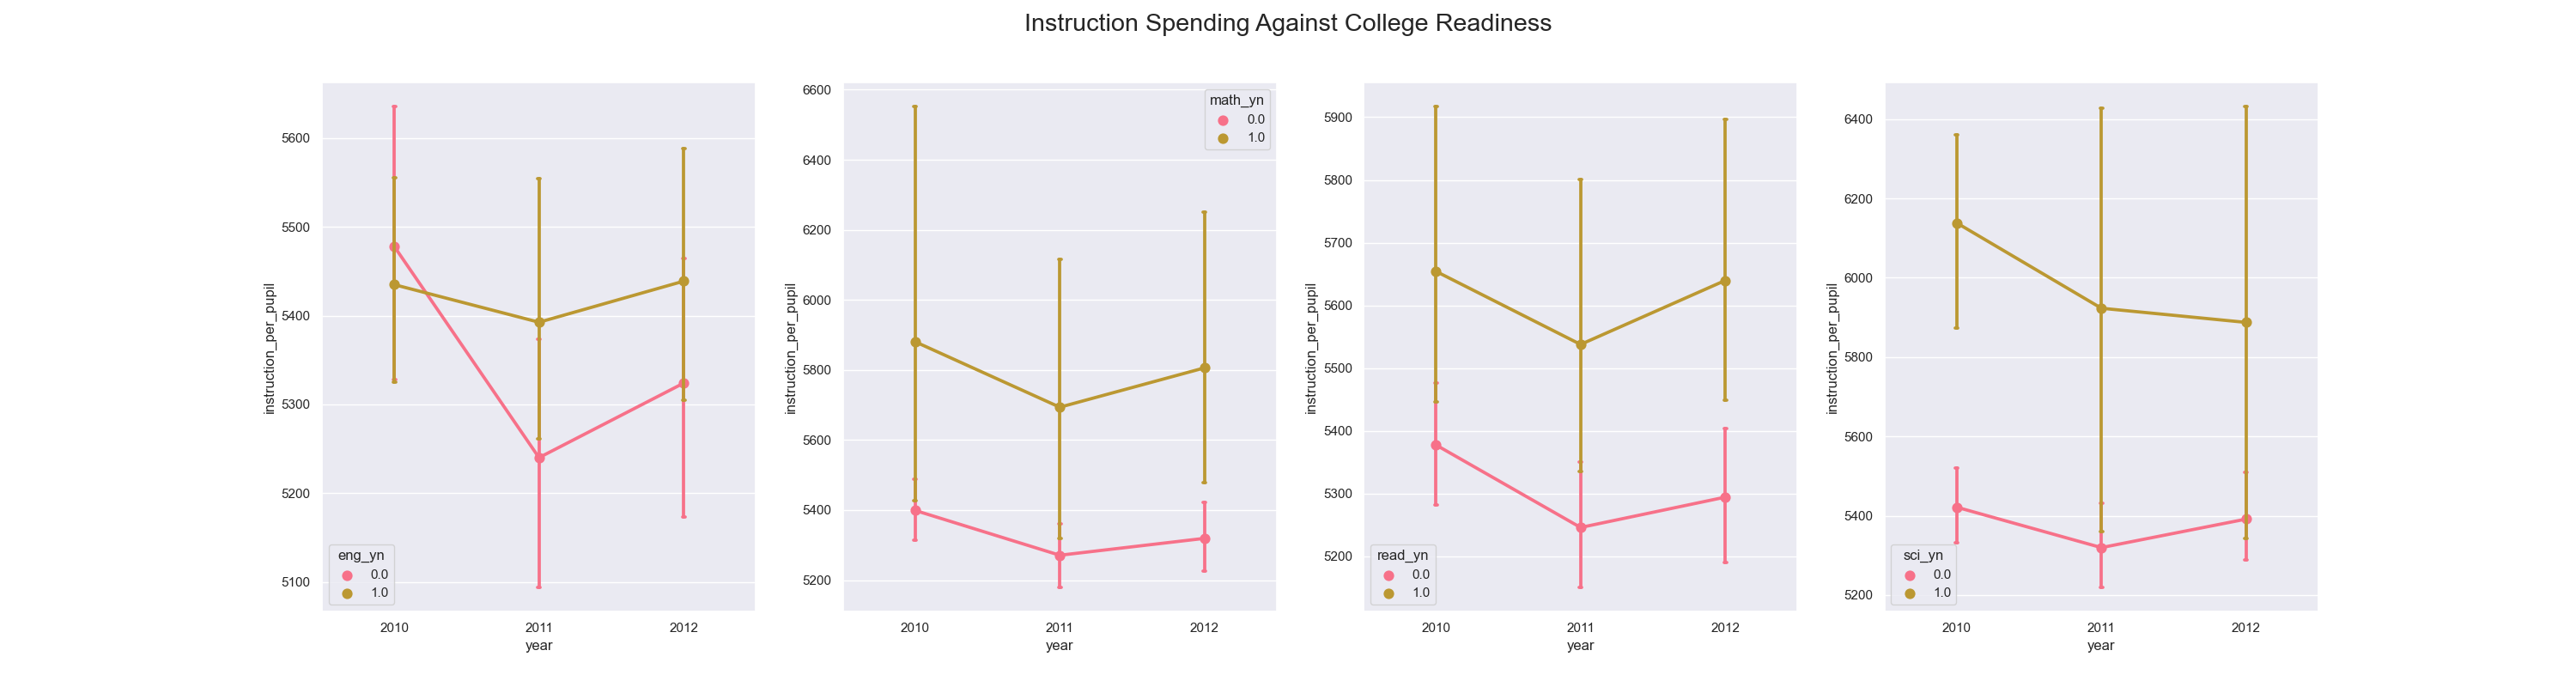 Instruction Spending Against College Readiness
instruction_per_pupil
5600
5500
5400
5300
5200
5100
eng_yn
0.0
1.0
2010 2011 2012
year
instruction_per_pupil
6600
6400
6200
6000
5800
5600
5400
5200
math_yn
0.0
1.0
2010 2011 2012
year
instruction_per_pupil
5900
5800
5700
5600
5500
5400
5300
5200
read_yn
0.0
1.0
2010 2011 2012
year
instruction_per_pupil
6400
6200
6000
5800
5600
5400
5200
sci_yn
0.0
1.0
2010 2011 2012
year